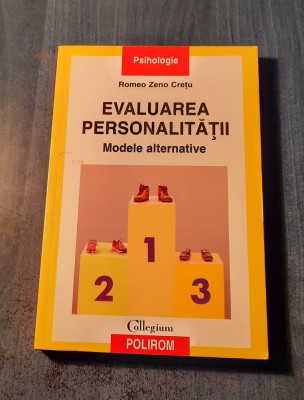 Psihologie
Romeo Zeno Crețu
EVALUAREA
PERSONALITĂȚII
Modele alternative
1
2
3
Collegium
POLIROM